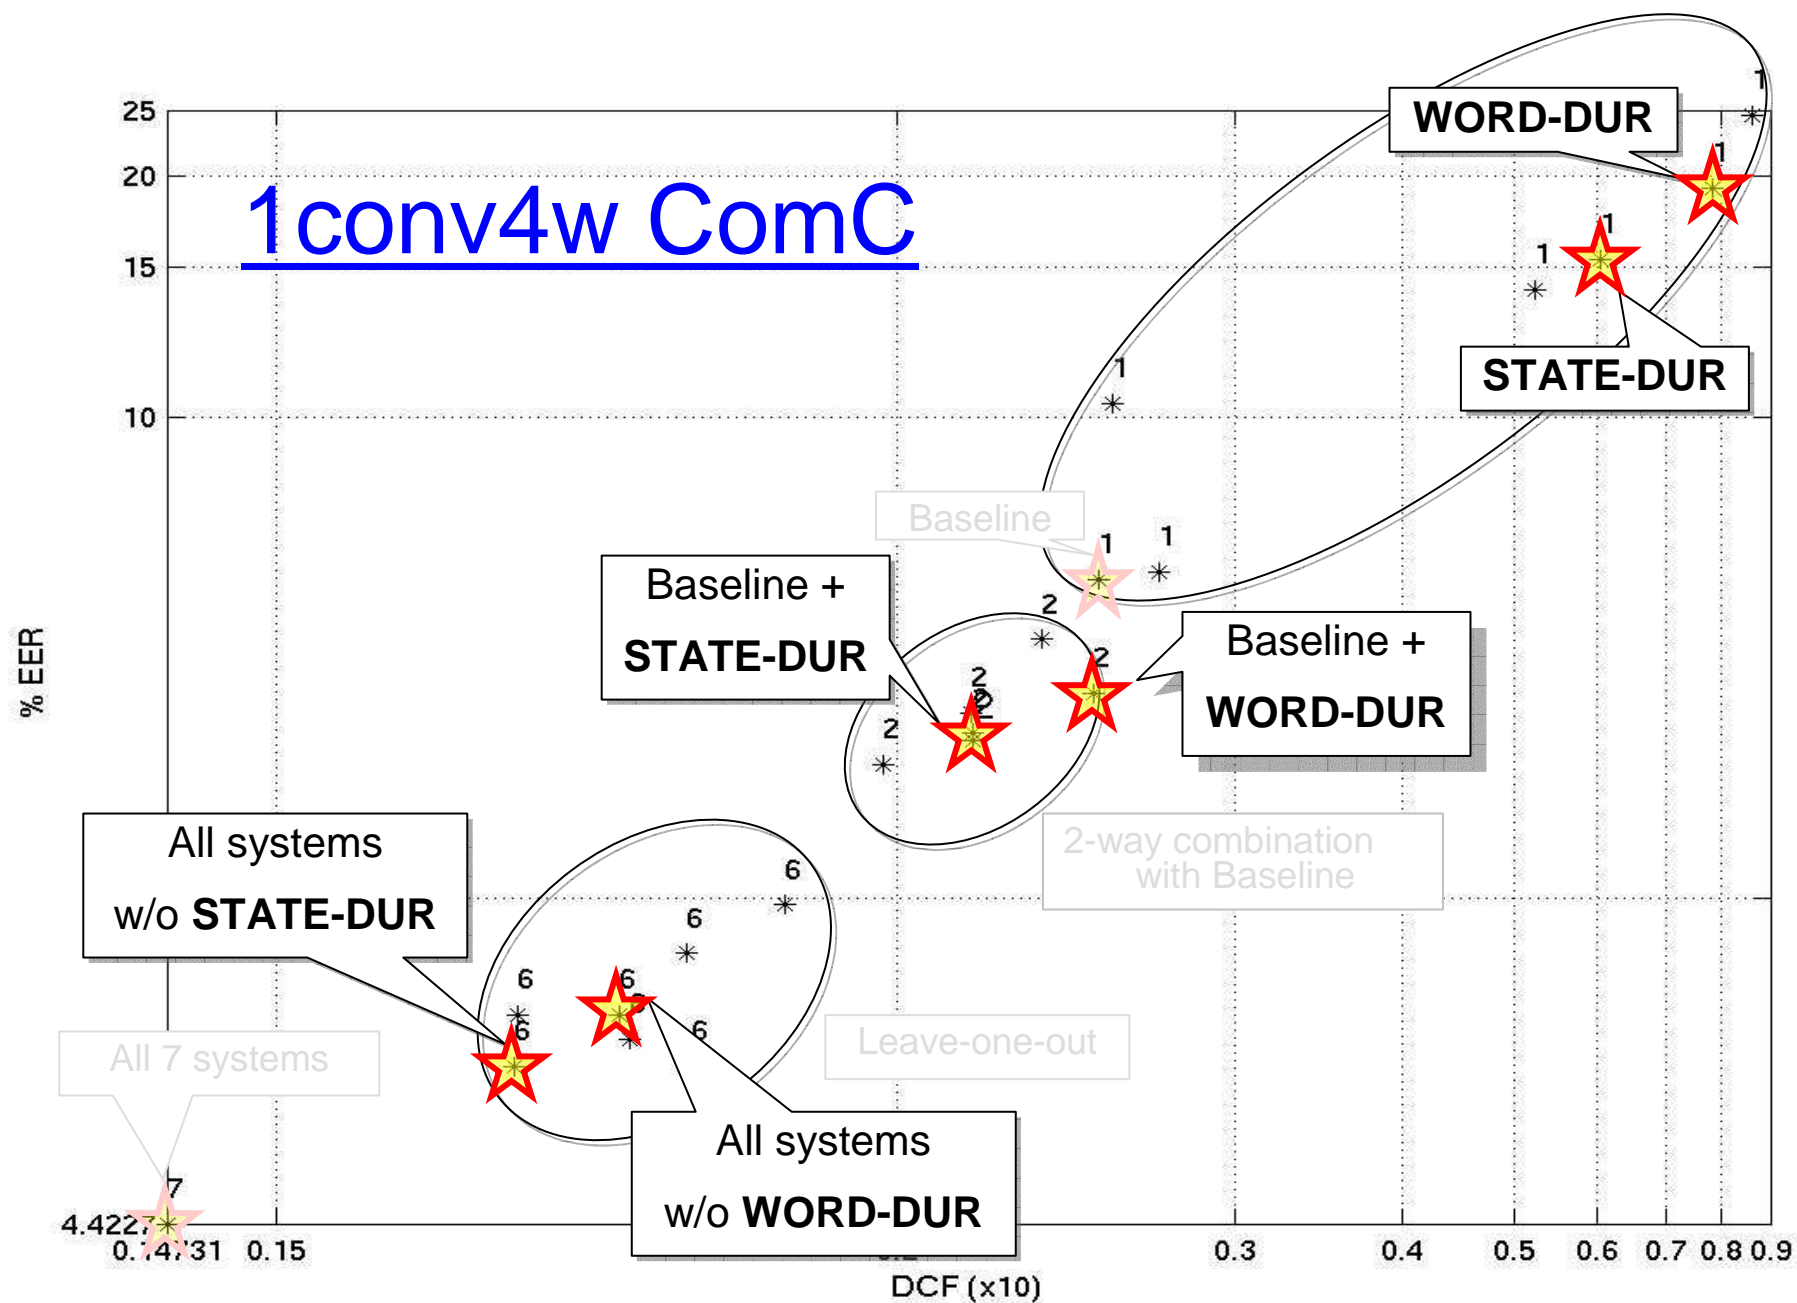 1conv4w ComC
WORD-DUR
STATE-DUR
Baseline
Baseline +
STATE-DUR
Baseline +
WORD-DUR
2-way combination
with Baseline
All systems
w/o STATE-DUR
Leave-one-out
All 7 systems
All systems
w/o WORD-DUR
% EER
25
20
15
10
4.4227
0.15
0.3
0.4
0.5
0.6
0.7
0.8
0.9
DCF (x10)
1
1
1
1
1
1
1
2
2
2
2
6
6
6
6
6
6
7